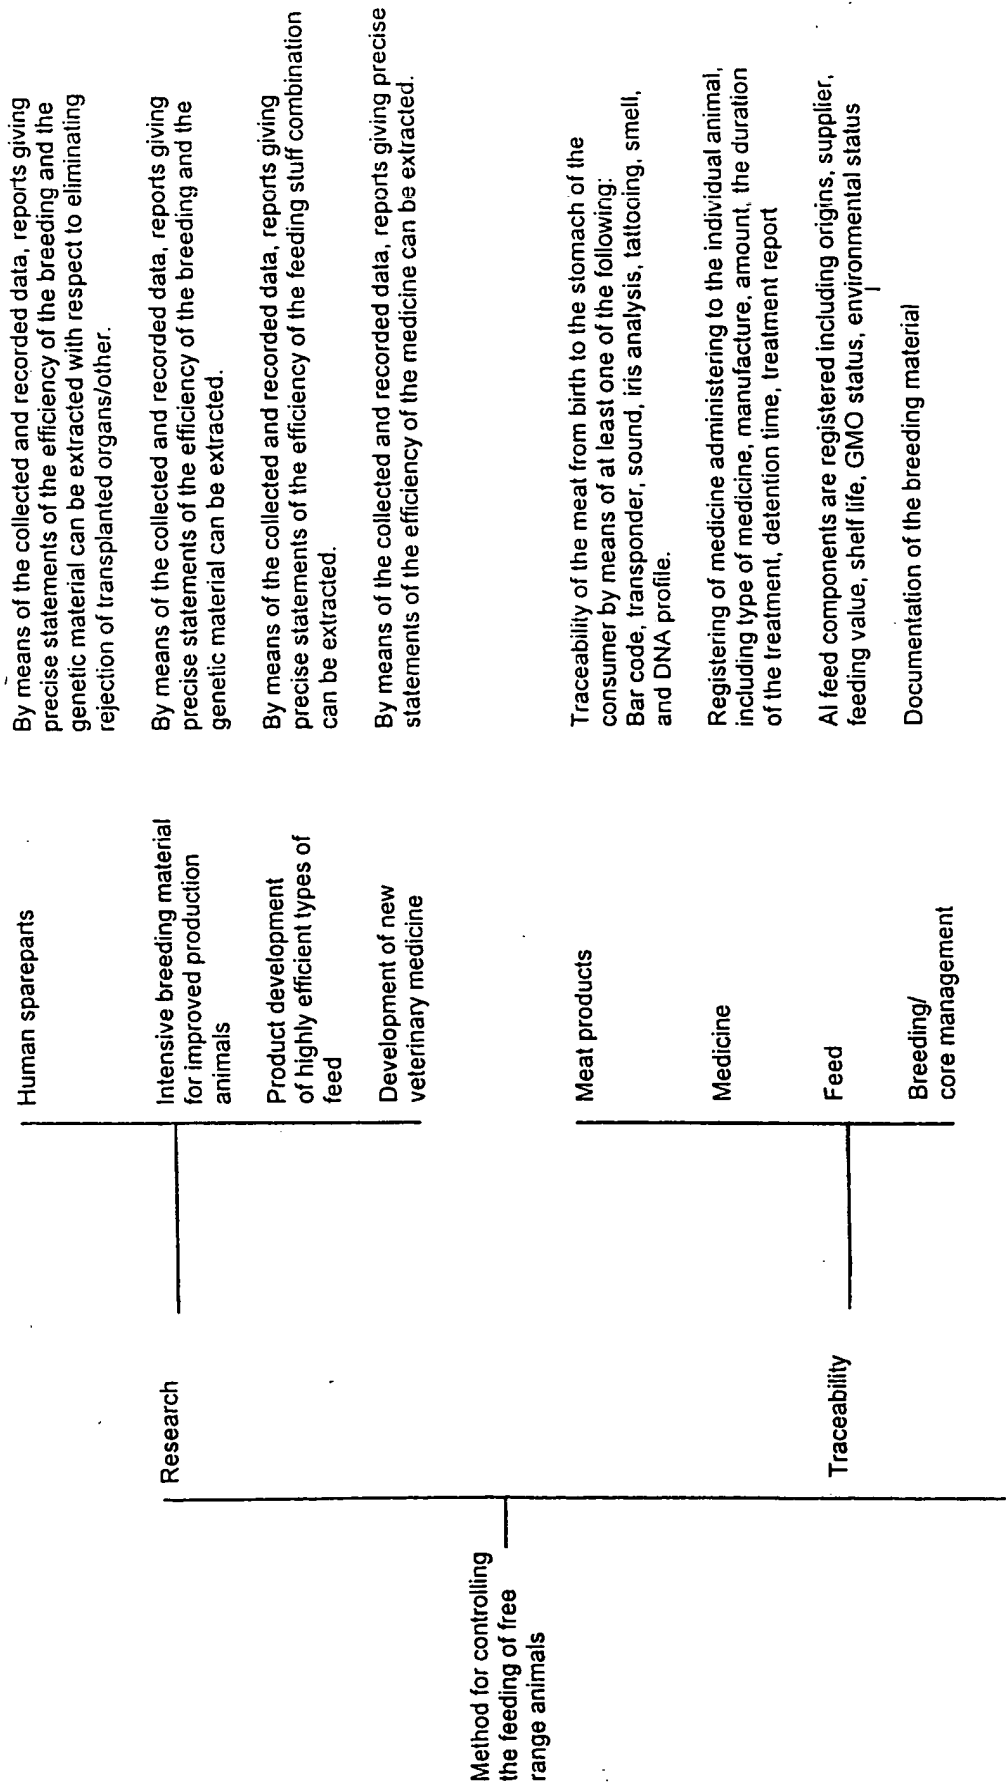 Method for controlling
the feeding of free
range animals
Research
Human spareparts
By means of the collected and recorded data, reports giving
precise statements of the efficiency of the breeding and the
genetic material can be extracted with respect to eliminating
rejection of transplanted organs/other.
Intensive breeding material
for improved production
animals
By means of the collected and recorded data, reports giving
precise statements of the efficiency of the breeding and the
genetic material can be extracted.
Product development
of highly efficient types of
feed
By means of the collected and recorded data, reports giving
precise statements of the efficiency of the feeding stuff combination
can be extracted.
Development of new
veterinary medicine
By means of the collected and recorded data, reports giving precise
statements of the efficiency of the medicine can be extracted.
Traceability
Meat products
Traceability of the meat from birth to the stomach of the
consumer by means of at least one of the following:
Bar code, transponder, sound, iris analysis, tattocing, smell,
and DNA profile.
Medicine
Registering of medicine administering to the individual animal,
including type of medicine, manufacture, amount, the duration
of the treatment, detention time, treatment report
Feed
Al feed components are registered including origins, supplier,
feeding value, shelf life, GMO status, environmental status
Breeding/
core management
Documentation of the breeding material